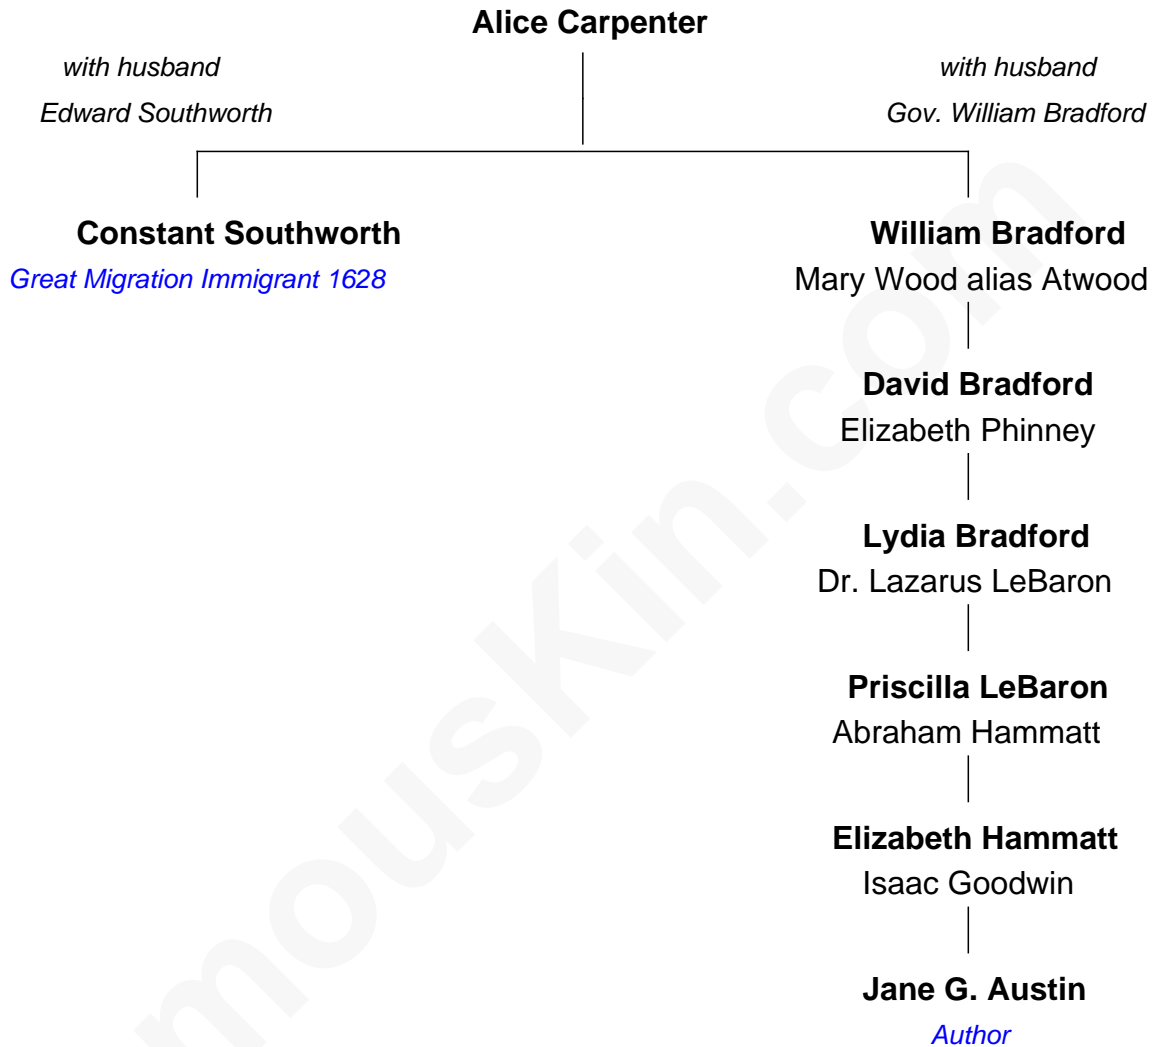 Alice Carpenter
with husband
Edward Southworth
with husband
Gov. William Bradford
Constant Southworth
Great Migration Immigrant 1628
William Bradford
Mary Wood alias Atwood
David Bradford
Elizabeth Phinney
Lydia Bradford
Dr. Lazarus LeBaron
Priscilla LeBaron
Abraham Hammatt
Elizabeth Hammatt
Isaac Goodwin
Jane G. Austin
Author
mouskin.com